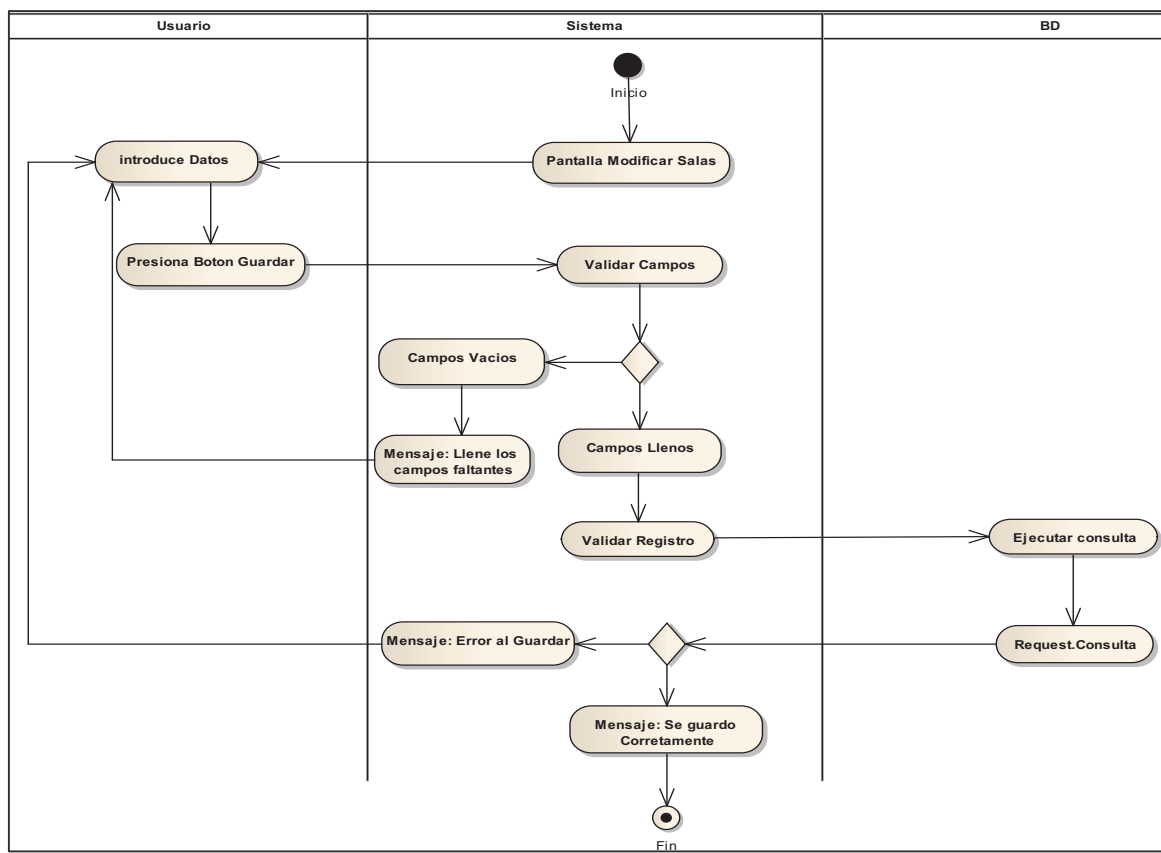 Usuario
Sistema
BD
Inicio
introduce Datos
Pantalla Modificar Salas
Presiona Boton Guardar
Validar Campos
Campos Vacios
Mensaje: Llene los
campos faltantes
Campos Llenos
Validar Registro
Ejecutar consulta
Mensaje: Error al Guardar
Request.Consulta
Mensaje: Se guardo
Corretamente
Fin